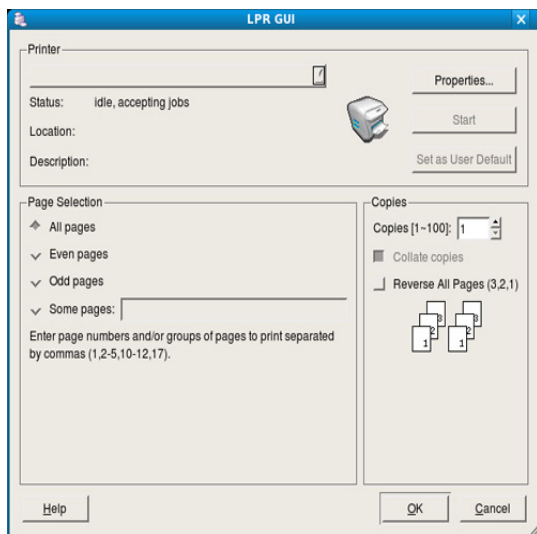 LPR GUI
Printer
Properties...
Status: idle, accepting jobs
Start
Location:
Set as User Default
Description:
Page Selection
All pages
Even pages
Odd pages
Some pages:
Enter page numbers and/or groups of pages to print separated
by commas (1,2-5,10-12,17).
Copies
Copies [1~100]: 1
Collate copies
Reverse All Pages (3,2,1)
3 3
2 2
1 1
Help
OK
Cancel